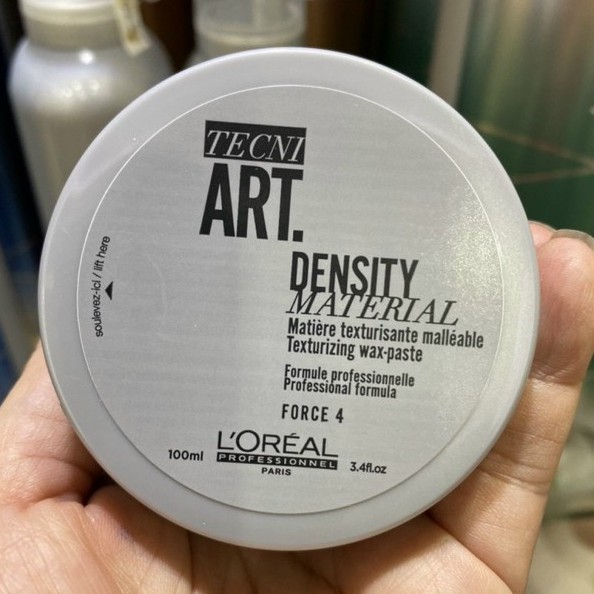 TECNI
ART.
DENSITY
MATERIAL
Matière texturisante malléable
Texturizing wax-paste
Formule professionnelle
Professional formula
FORCE 4
soulevez-ici / lift here
100ml
L'ORÉAL
PROFESSIONNEL
PARIS
3.4fl.oz